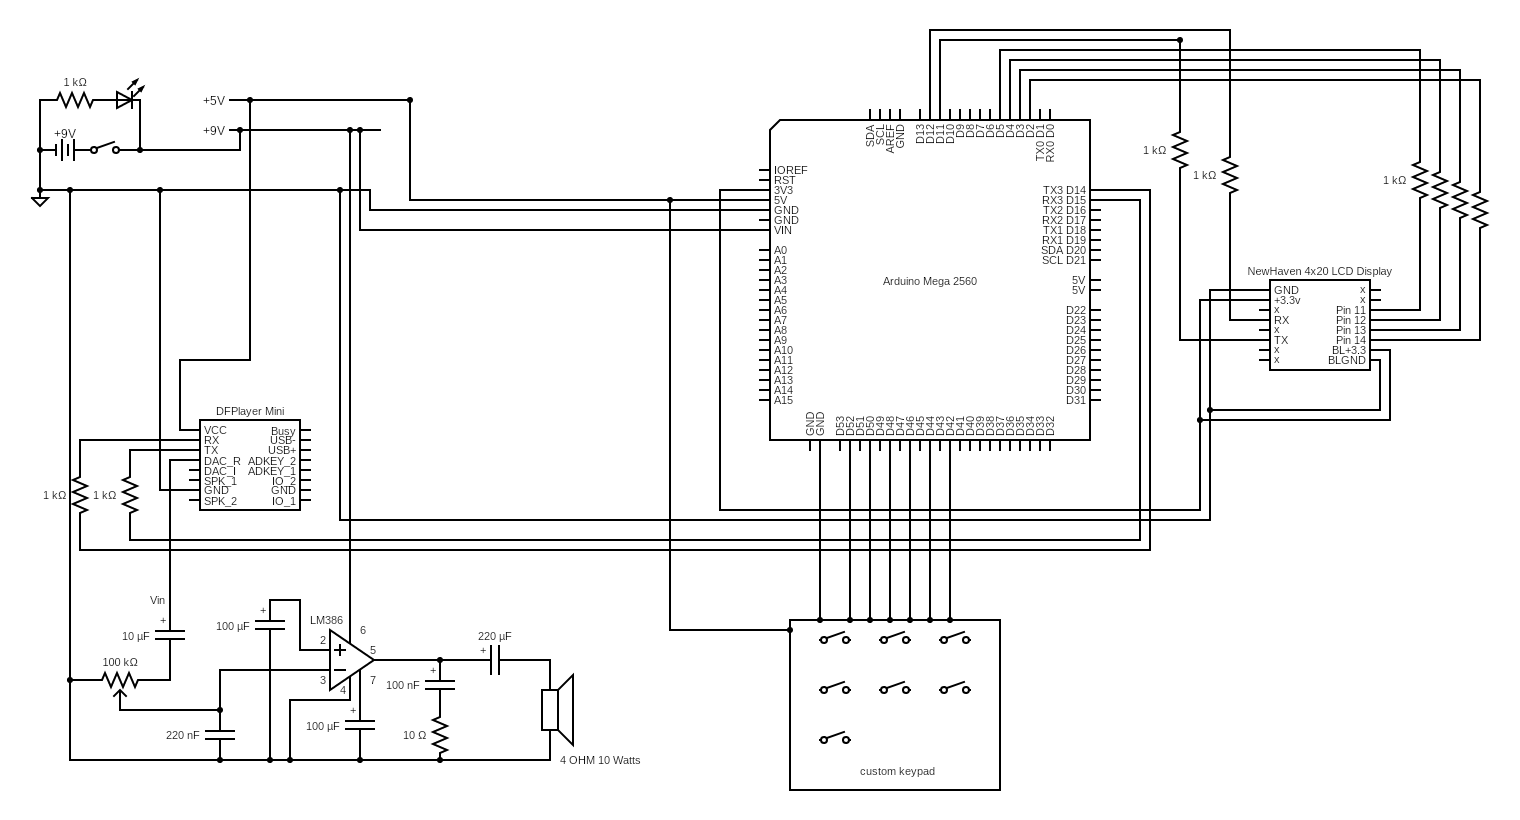 1 kΩ
+5V
+9V
+9V
SDA
SCL
AREF
GND
D13
D12
D11
D10
D9
D8
D7
D6
D5
D4
D3
D2
TX0 D1
RX0 D0
IOREF
RST
3V3
5V
GND
GND
VIN
A0
A1
A2
A3
A4
A5
A6
A7
A8
A9
A10
A11
A12
A13
A14
A15
Arduino Mega 2560
TX3 D14
RX3 D15
TX2 D16
RX2 D17
TX1 D18
RX1 D19
SDA D20
SCL D21
5V
5V
D22
D23
D24
D25
D26
D27
D28
D29
D30
D31
GND
GND
D53
D52
D51
D50
D49
D48
D47
D46
D45
D44
D43
D42
D41
D40
D39
D38
D37
D36
D35
D34
D33
D32
1 kΩ
1 kΩ
1 kΩ
NewHaven 4x20 LCD Display
GND
+3.3v
x
RX
x
TX
x
x
x
x
Pin 11
Pin 12
Pin 13
Pin 14
BL+3.3
BLGND
DFPlayer Mini
VCC
RX
TX
DAC_R
DAC_I
SPK_1
GND
SPK_2
Busy
USB-
USB+
ADKEY_2
ADKEY_1
IO_2
GND
IO_1
1 kΩ
1 kΩ
Vin
+
10 µF
100 kΩ
220 nF
+
100 µF
LM386
2
3
4
6
5
7
+
100 µF
+
100 nF
10 Ω
220 µF
+
4 OHM 10 Watts
custom keypad